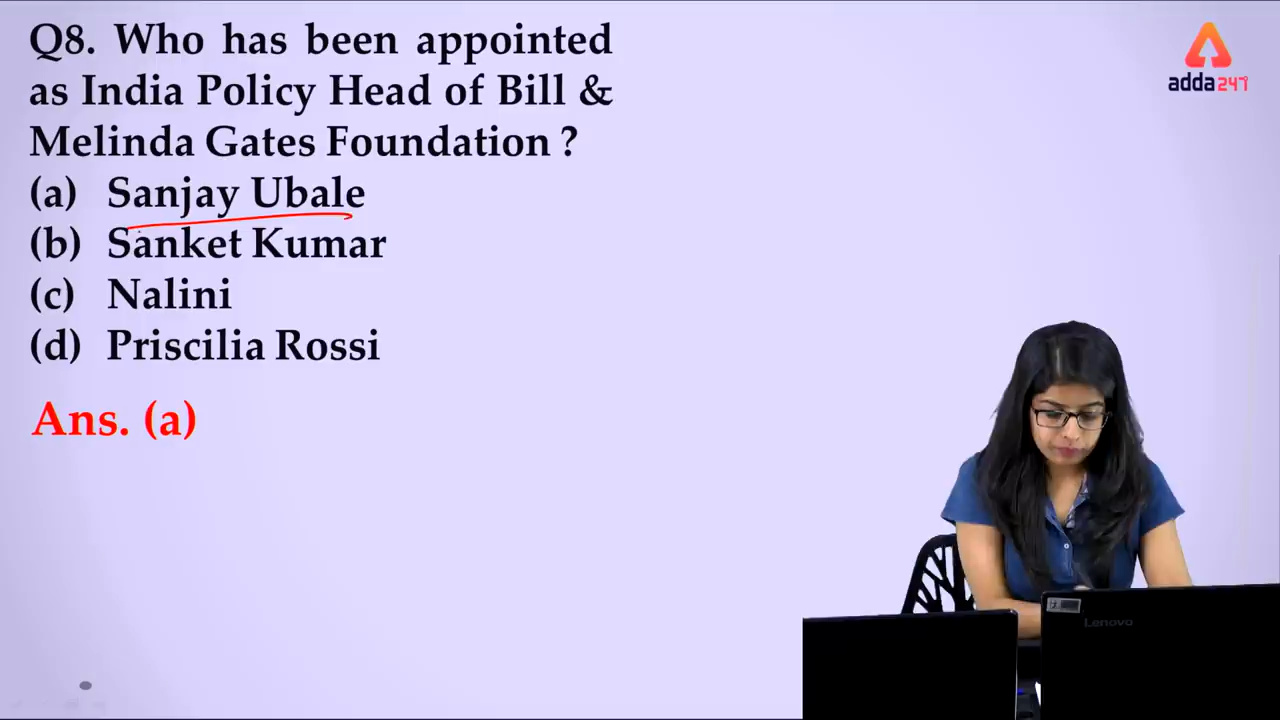 Q8. Who has been appointed
as India Policy Head of Bill &
Melinda Gates Foundation ?
(a) Sanjay Ubale
(b) Sanket Kumar
(c) Nalini
(d) Priscilia Rossi
Ans. (a)
adda247
Lenovo